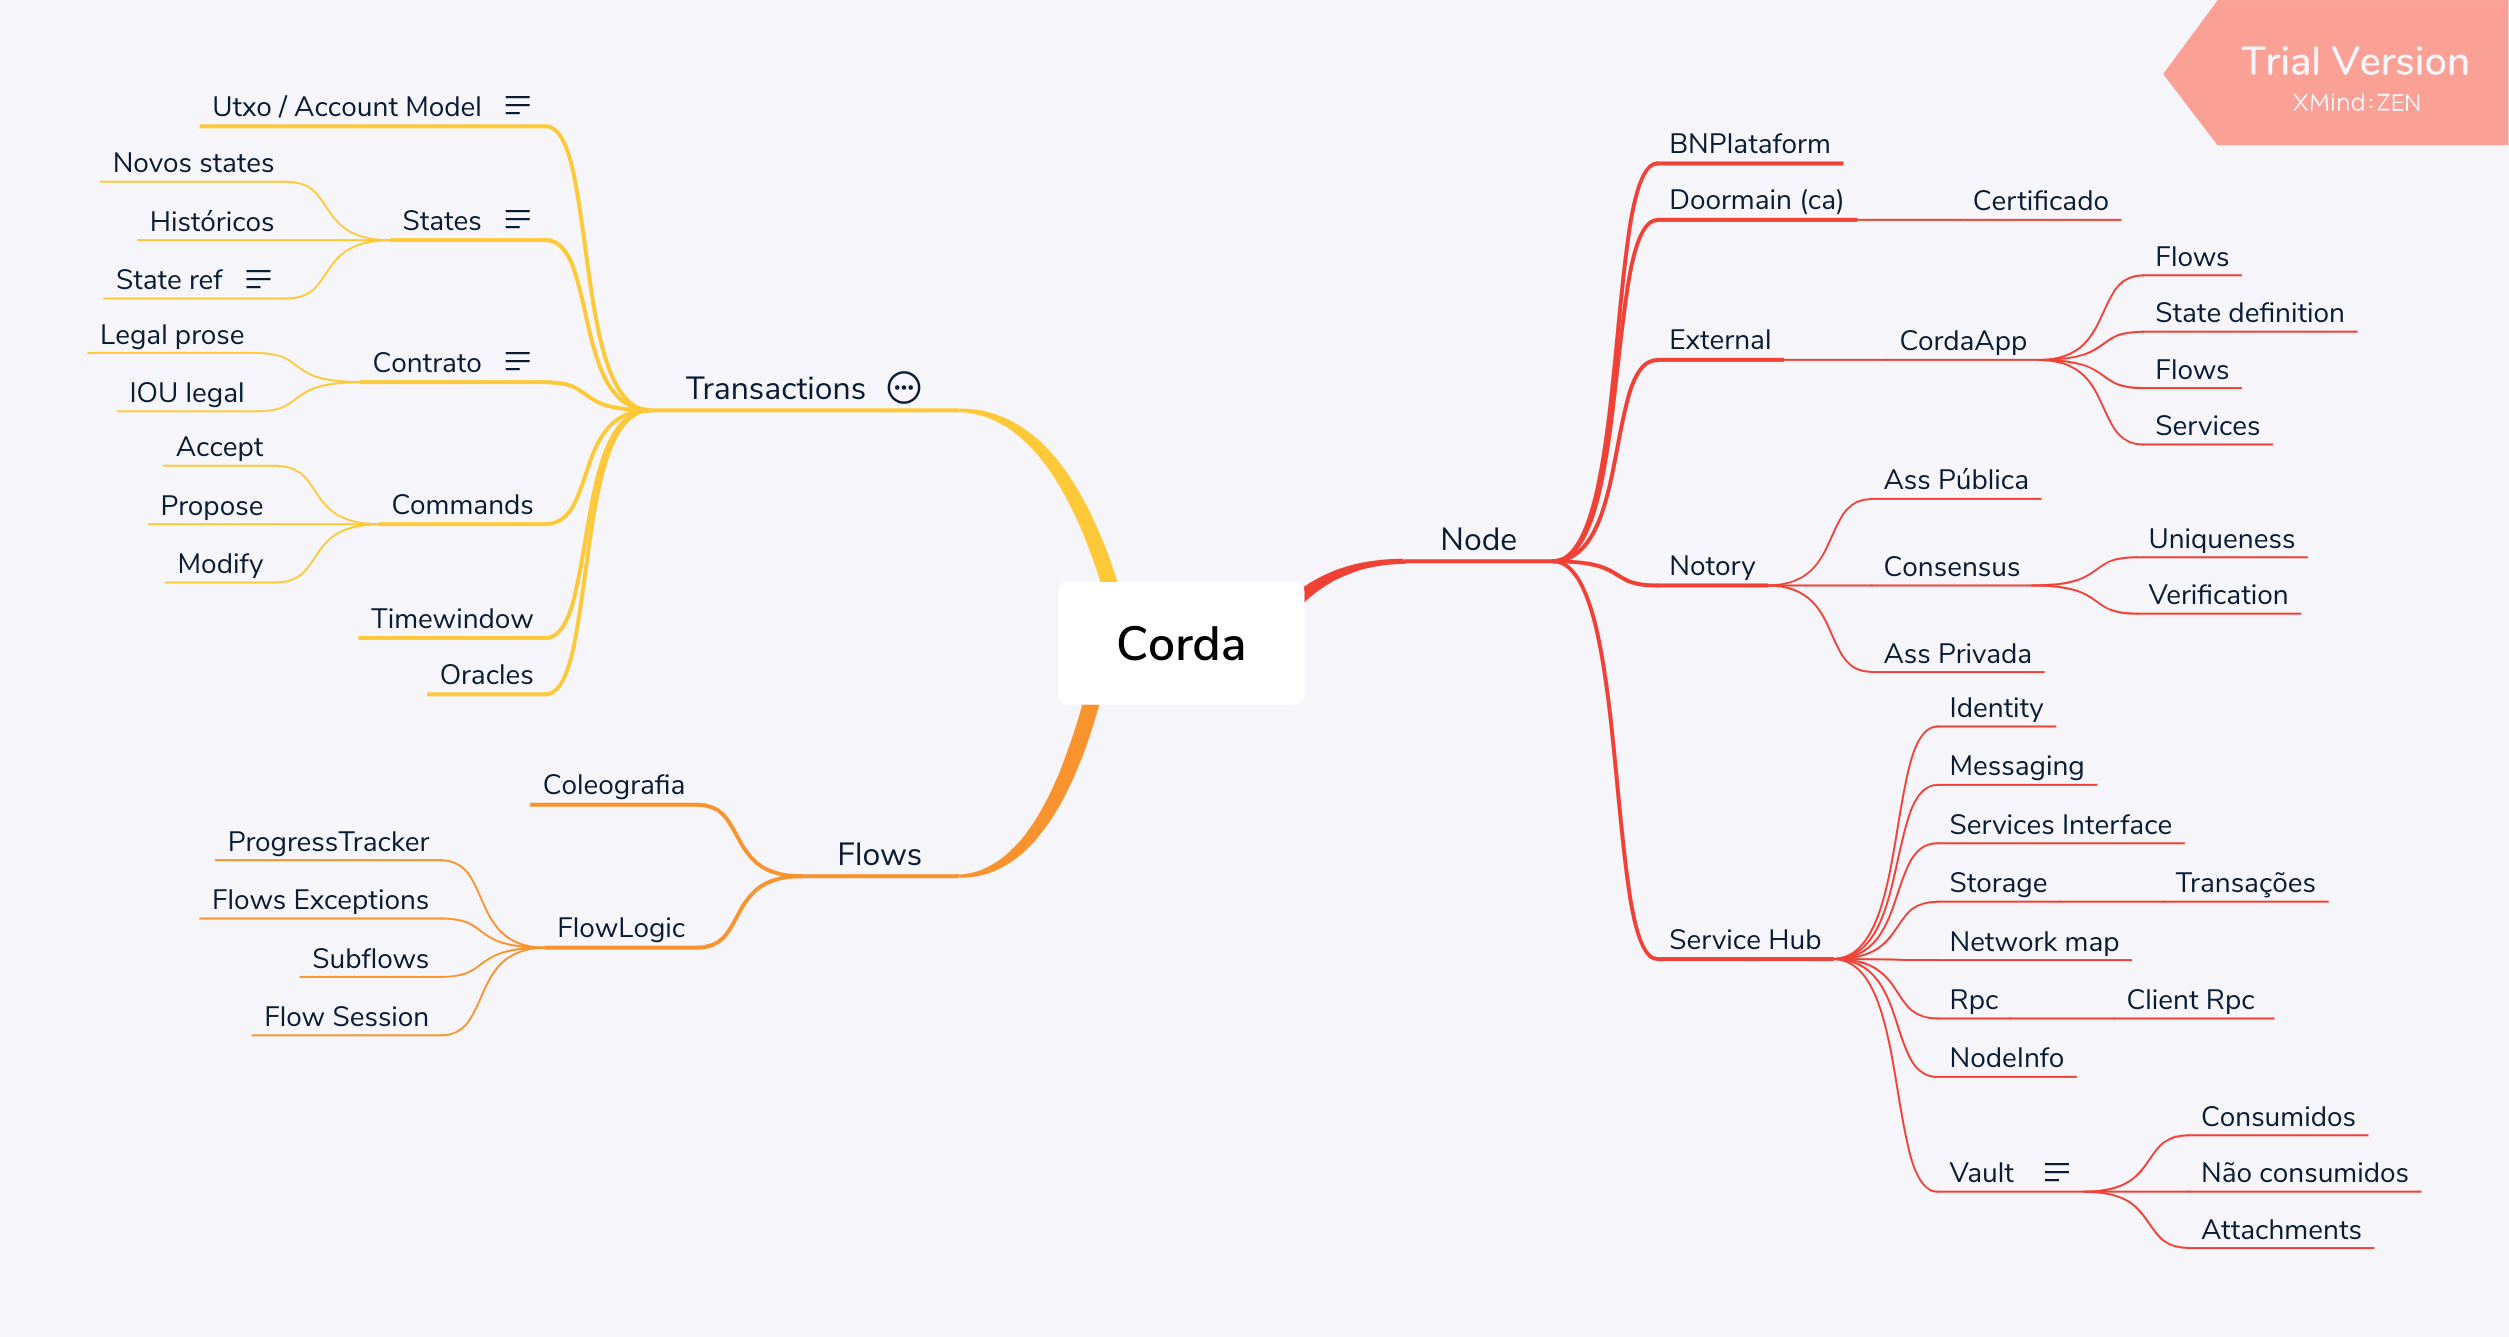 Trial Version
XMind:ZEN
Corda
Node
BNPlataform
Doormain (ca)
Certificado
External
CordaApp
Flows
State definition
Flows
Services
Notory
Ass Pública
Consensus
Uniqueness
Verification
Ass Privada
Service Hub
Identity
Messaging
Services Interface
Storage
Transações
Network map
Rpc
Client Rpc
NodeInfo
Vault
Consumidos
Não consumidos
Attachments
Transactions
Utxo / Account Model
States
Novos states
Históricos
State ref
Contrato
Legal prose
IOU legal
Commands
Accept
Propose
Modify
Timewindow
Oracles
Flows
Coleografia
FlowLogic
ProgressTracker
Flows Exceptions
Subflows
Flow Session